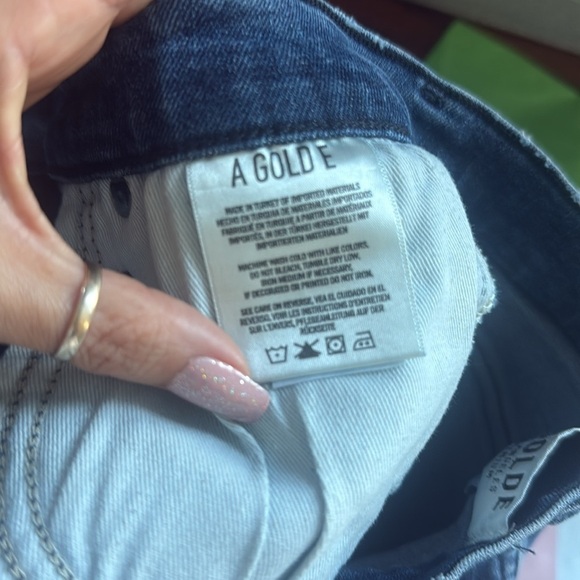 A GOLD E
MADE IN TURKEY OF IMPORTED MATERIALS
HECHO EN TURQUIA DE MATERIALES IMPORTADOS
FABRIQUÉ EN TURQUIE À PARTIR DE MATÉRIAUX
IMPORTÉS, IN DER TÜRKEI HERGESTELLT MIT
IMPORTIERTEN MATERIALIEN
MACHINE WASH COLD WITH LIKE COLORS,
DO NOT BLEACH, TUMBLE DRY LOW,
IRON MEDIUM IF NECESSARY,
IF DECORATED OR PRINTED DO NOT IRON.
SEE CARE ON REVERSE, VEA EL CUIDADO EN EL
REVERSO, VOIR LES INSTRUCTIONS D'ENTRETIEN
SUR L'ENVERS, PFLEGEANLEITUNG AUF DER
RÜCKSEITE
OLDE